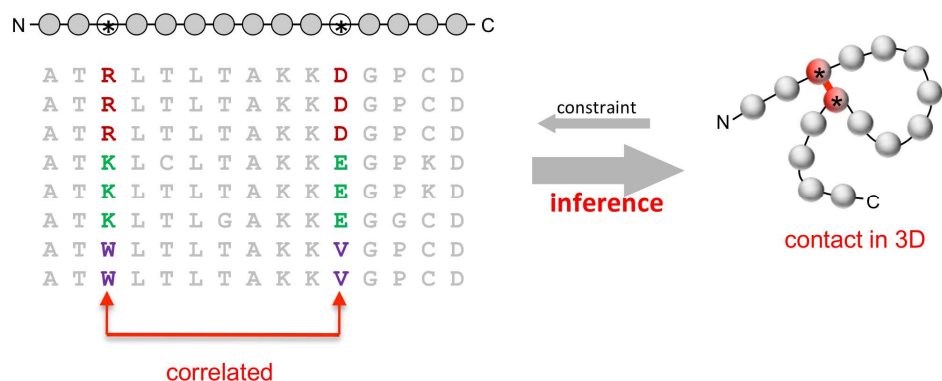 N * * C
A T R L T L T A K K D G P C D
A T R L T L T A K K D G P C D
A T R L T L T A K K D G P C D
A T K L C L T A K K E G P K D
A T K L T L T A K K E G P K D
A T K L T L G A K K E G G C D
A T W L T L T A K K V G P C D
A T W L T L T A K K V G P C D
correlated
constraint
inference
* *
N
C
contact in 3D